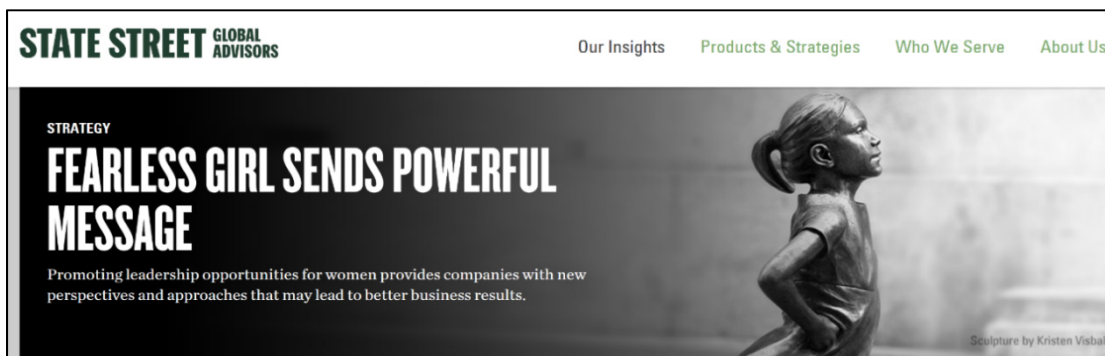 STATE STREET GLOBAL ADVISORS
Our Insights Products & Strategies Who We Serve About Us
STRATEGY
FEARLESS GIRL SENDS POWERFUL
MESSAGE
Promoting leadership opportunities for women provides companies with new
perspectives and approaches that may lead to better business results.
Sculpture by Kristen Visbal